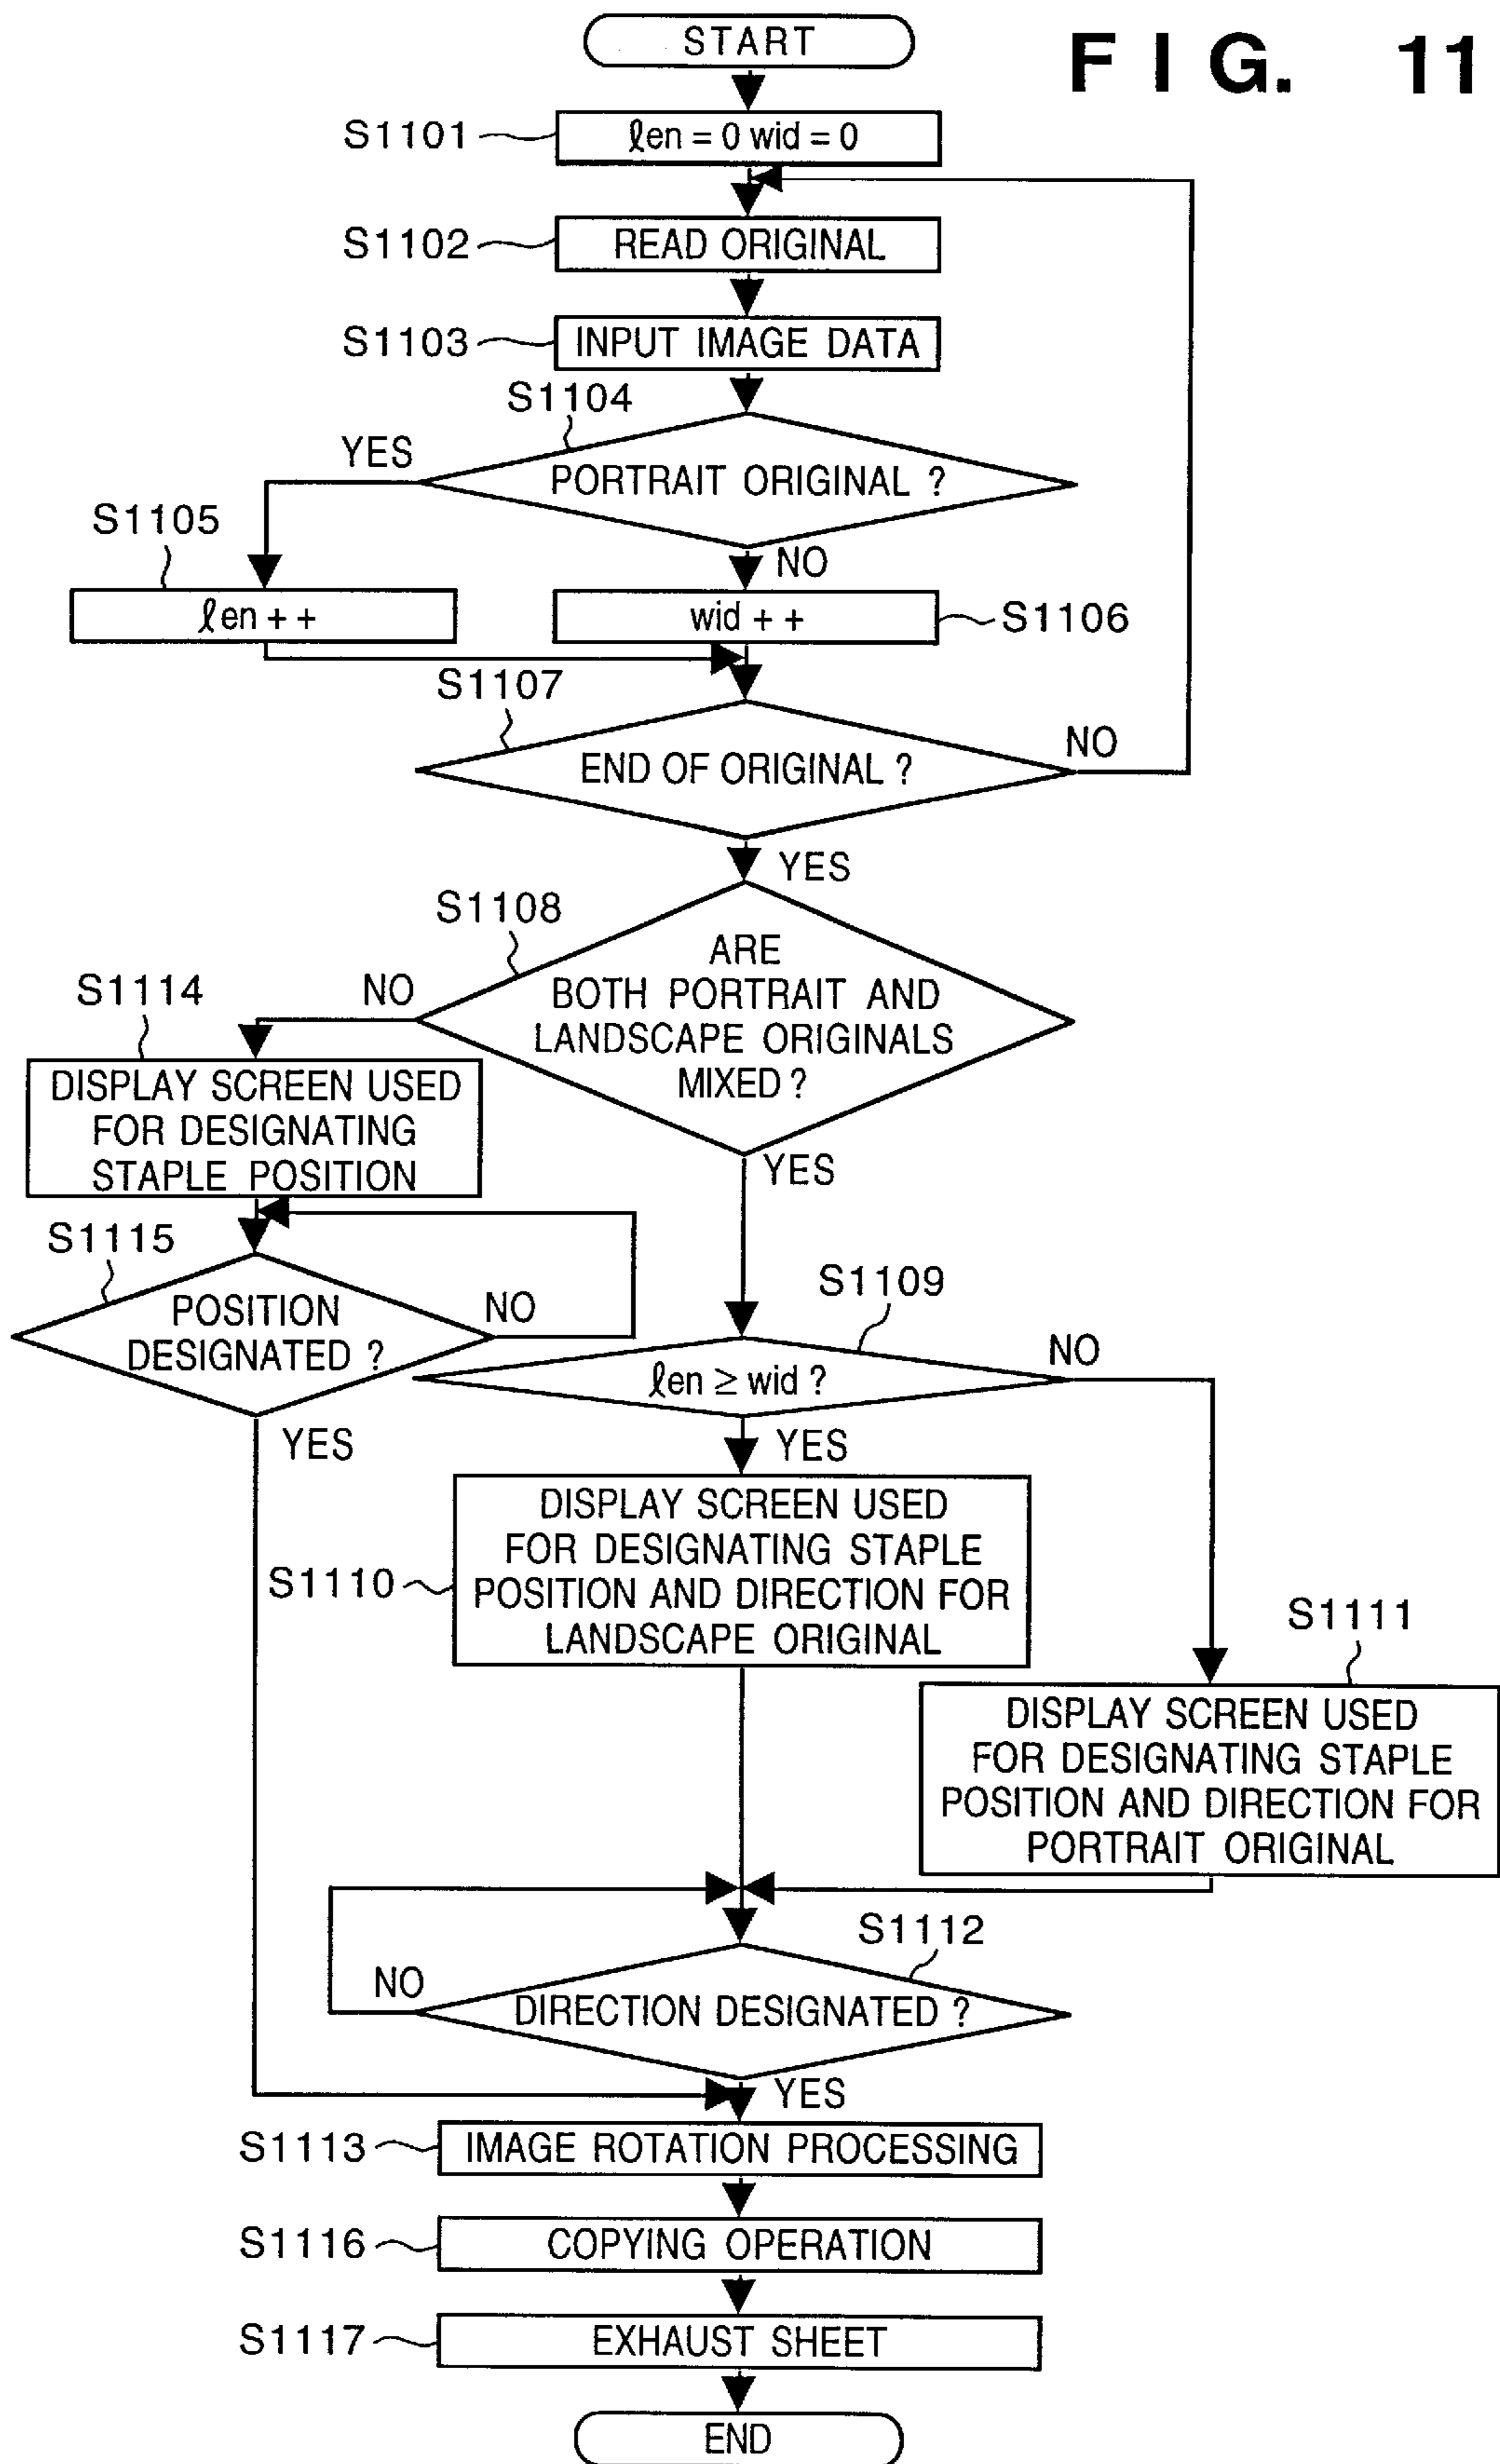 START
FIG. 11
S1101
ℓen = 0 wid = 0
S1102
READ ORIGINAL
S1103
INPUT IMAGE DATA
S1104
YES
PORTRAIT ORIGINAL ?
S1105
NO
ℓen + +
wid + +
S1106
S1107
NO
END OF ORIGINAL ?
YES
S1108
ARE
BOTH PORTRAIT AND
LANDSCAPE ORIGINALS
MIXED ?
NO
S1114
DISPLAY SCREEN USED
FOR DESIGNATING
STAPLE POSITION
YES
S1115
POSITION
DESIGNATED ?
NO
YES
S1109
NO
ℓen ≥ wid ?
YES
S1110
DISPLAY SCREEN USED
FOR DESIGNATING STAPLE
POSITION AND DIRECTION FOR
LANDSCAPE ORIGINAL
S1111
DISPLAY SCREEN USED
FOR DESIGNATING STAPLE
POSITION AND DIRECTION FOR
PORTRAIT ORIGINAL
S1112
NO
DIRECTION DESIGNATED ?
YES
S1113
IMAGE ROTATION PROCESSING
S1116
COPYING OPERATION
S1117
EXHAUST SHEET
END